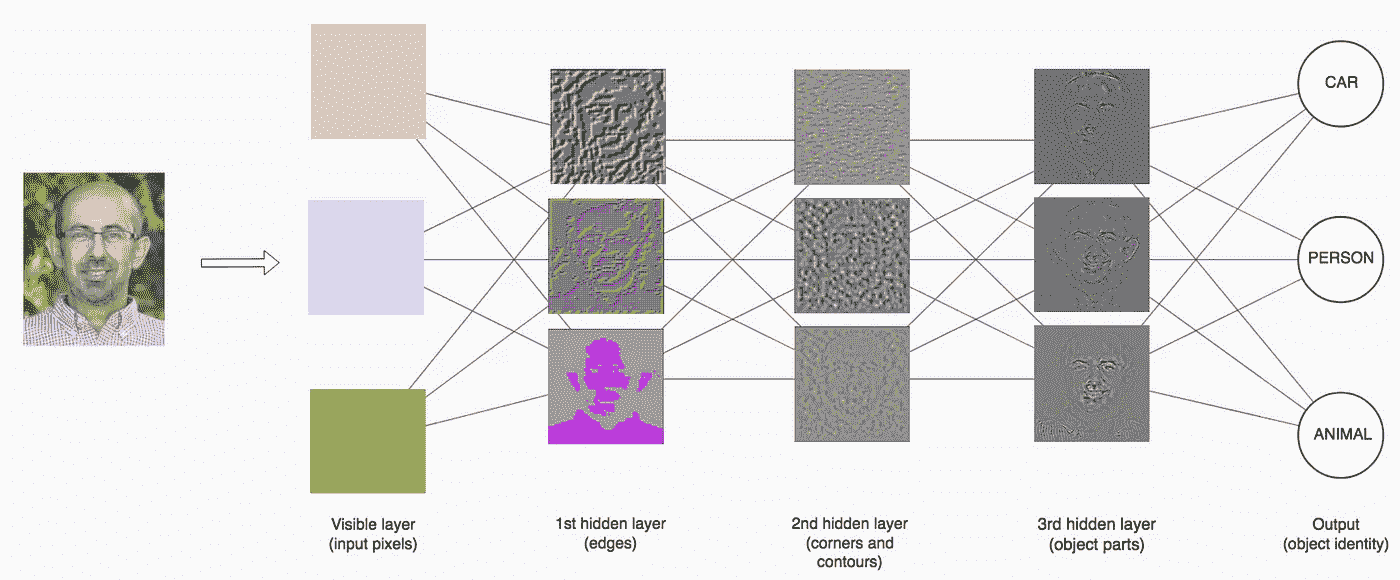 CAR
PERSON
ANIMAL
Visible layer
(input pixels)
1st hidden layer
(edges)
2nd hidden layer
(corners and
contours)
3rd hidden layer
(object parts)
Output
(object identity)